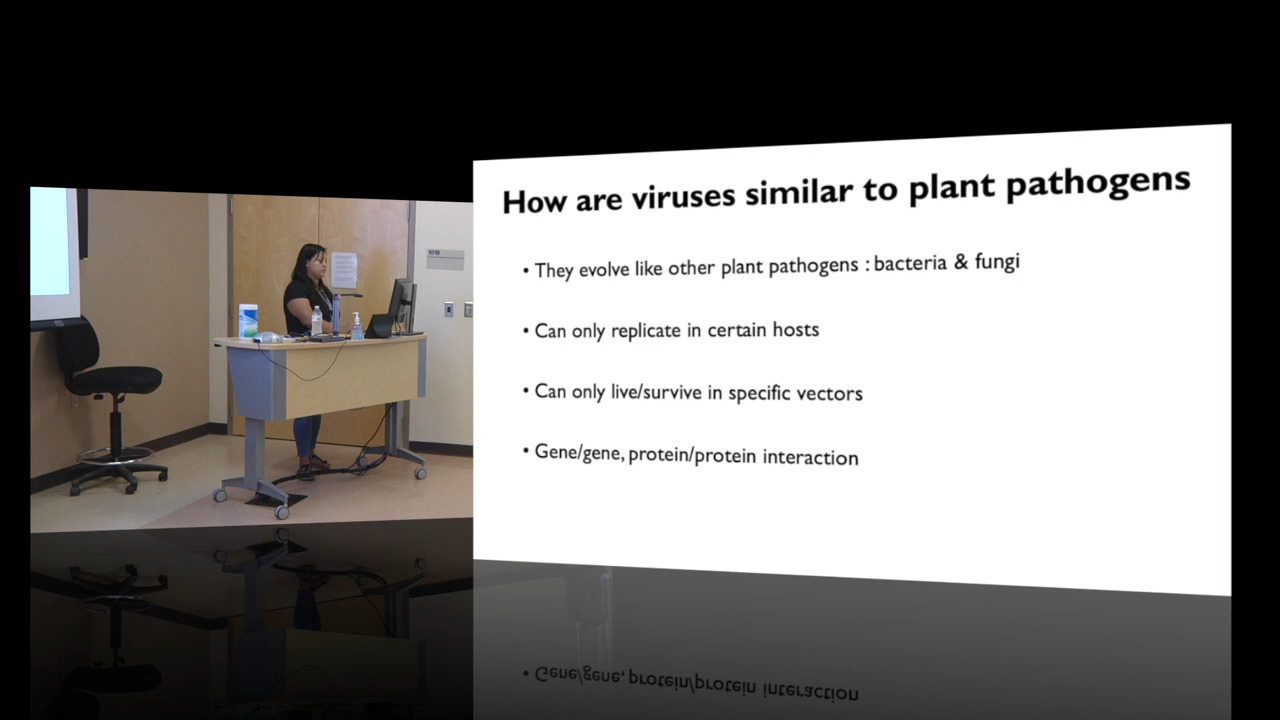 How are viruses similar to plant pathogens
• They evolve like other plant pathogens : bacteria & fungi
• Can only replicate in certain hosts
• Can only live/survive in specific vectors
• Gene/gene, protein/protein interaction